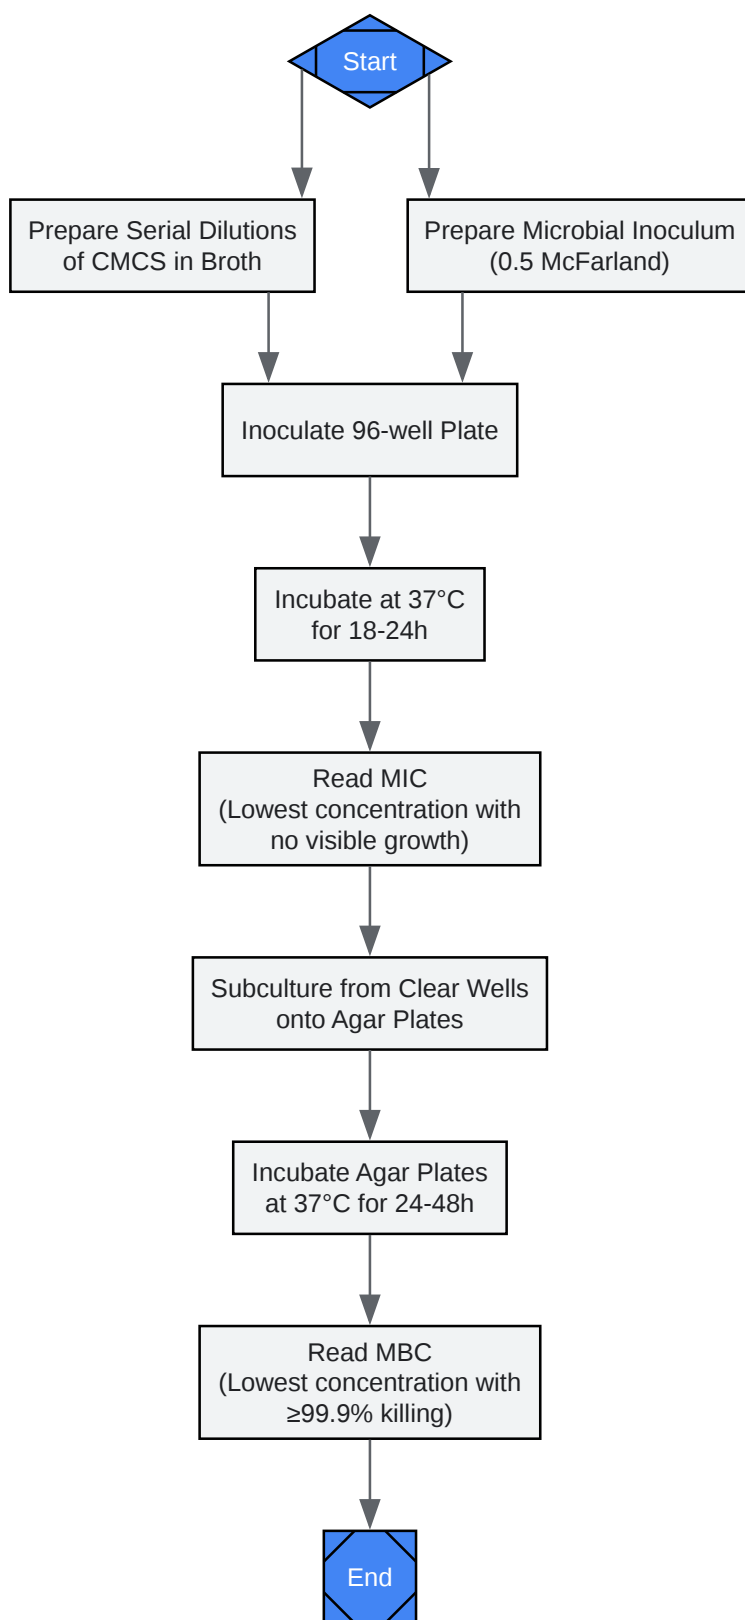 Start
Prepare Serial Dilutions
of CMCS in Broth
Prepare Microbial Inoculum
(0.5 McFarland)
Inoculate 96-well Plate
Incubate at 37°C
for 18-24h
Read MIC
(Lowest concentration with
no visible growth)
Subculture from Clear Wells
onto Agar Plates
Incubate Agar Plates
at 37°C for 24-48h
Read MBC
(Lowest concentration with
≥99.9% killing)
End